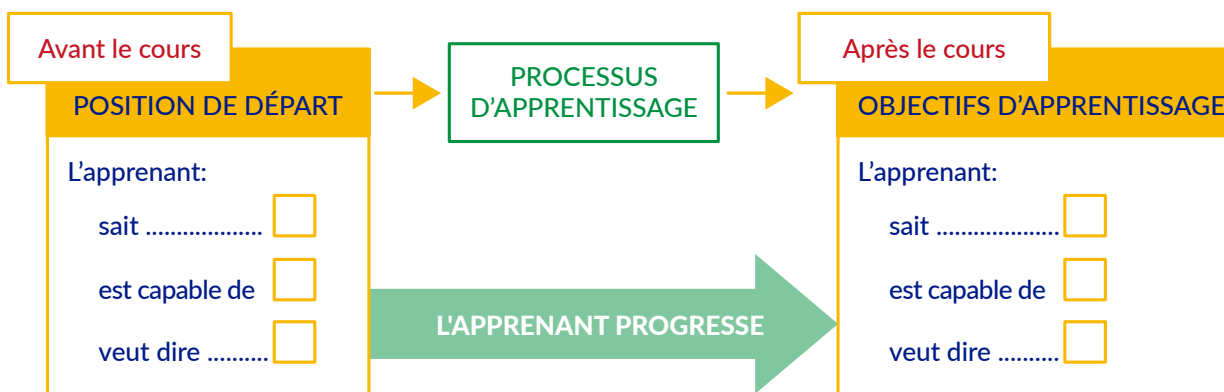 Avant le cours
POSITION DE DÉPART
L'apprenant:
sait ...................
est capable de
veut dire ..........
PROCESSUS
D'APPRENTISSAGE
L'APPRENANT PROGRESSE
Après le cours
OBJECTIFS D'APPRENTISSAGE
L'apprenant:
sait ....................
est capable de
veut dire ..........